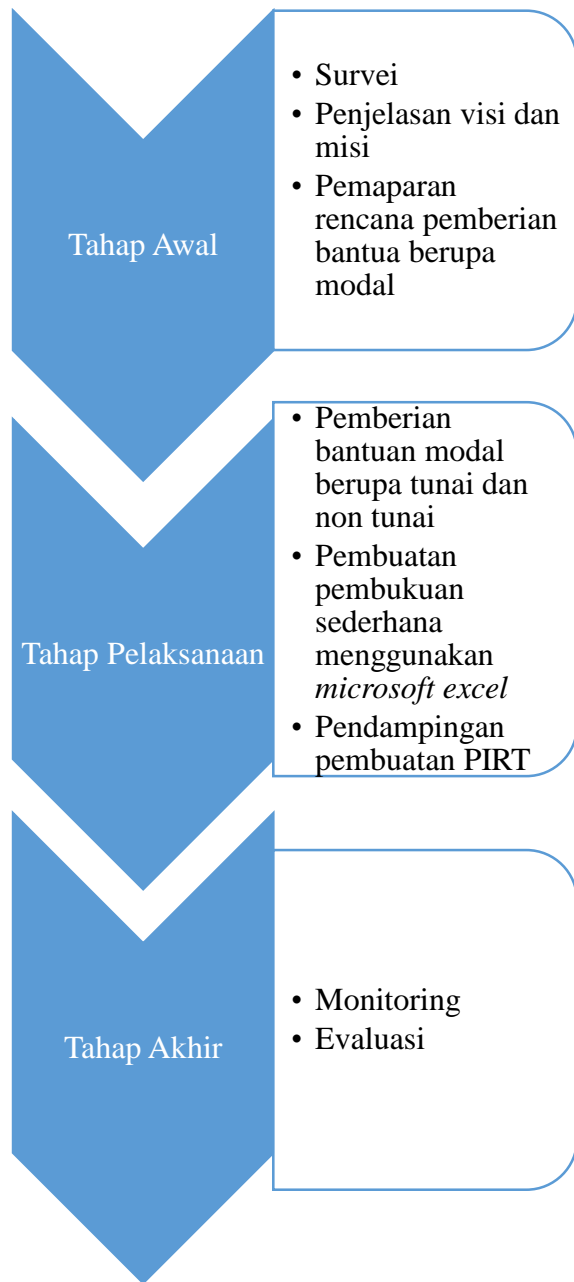 Tahap Awal
• Survei
• Penjelasan visi dan
misi
• Pemaparan
rencana pemberian
bantua berupa
modal
Tahap Pelaksanaan
• Pemberian
bantuan modal
berupa tunai dan
non tunai
• Pembuatan
pembukuan
sederhana
menggunakan
microsoft excel
• Pendampingan
pembuatan PIRT
Tahap Akhir
• Monitoring
• Evaluasi